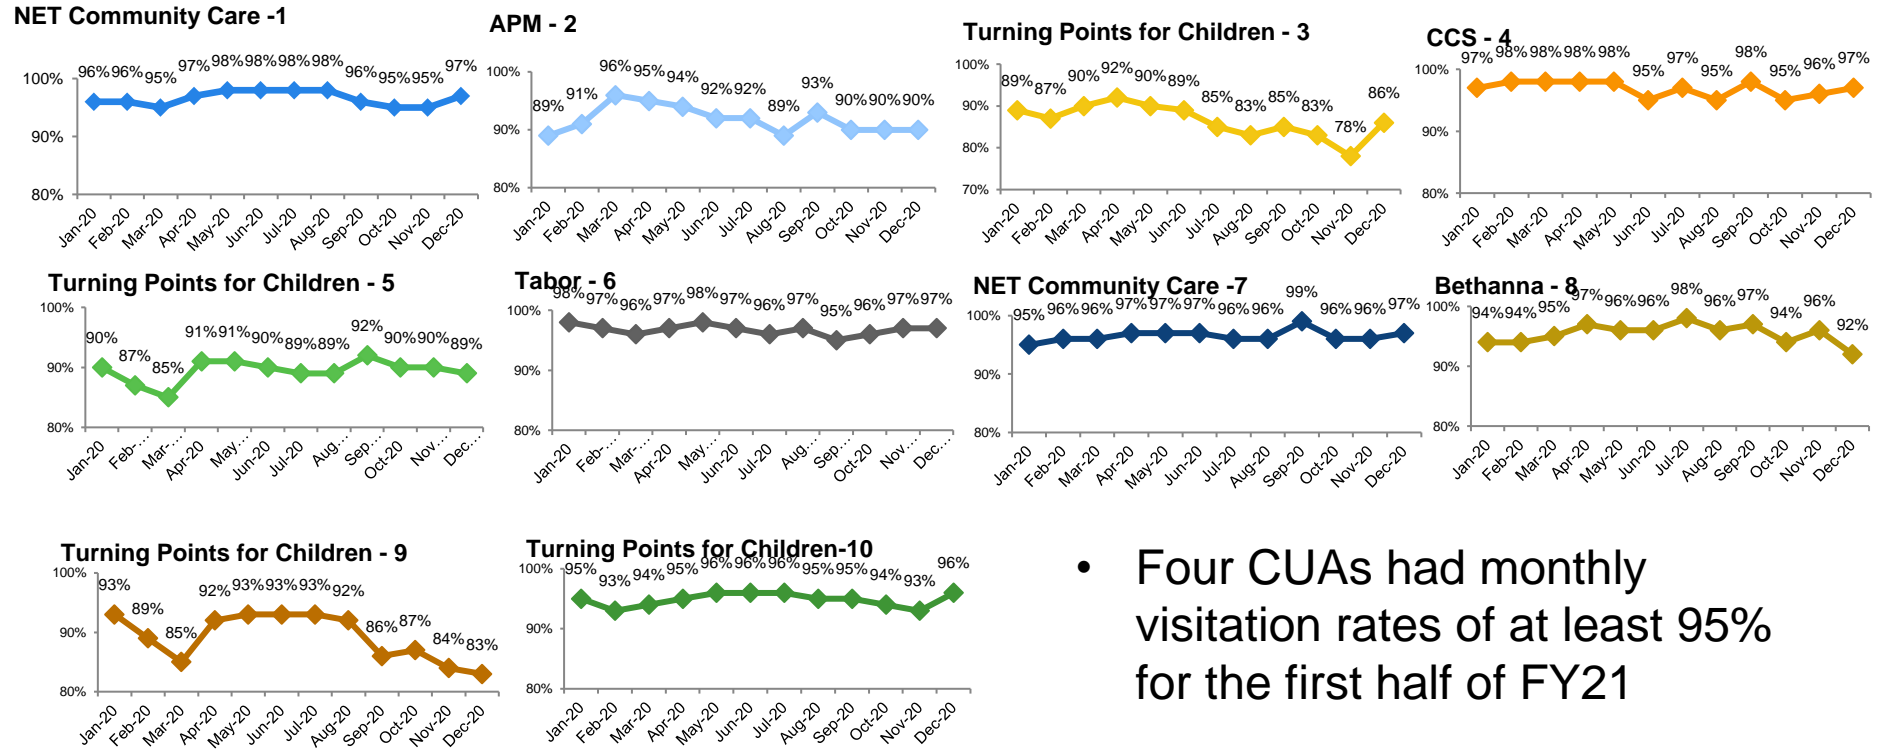 NET Community Care -1
96% 96% 95% 97% 98% 98% 98% 98% 96% 95% 95% 97%
100%
90%
80%
Jan-20 Feb-20 Mar-20 Apr-20 May-20 Jun-20 Jul-20 Aug-20 Sep-20 Oct-20 Nov-20 Dec-20
APM - 2
89% 91% 96% 95% 94% 92% 92% 89% 93% 90% 90% 90%
100%
90%
80%
Jan-20 Feb-20 Mar-20 Apr-20 May-20 Jun-20 Jul-20 Aug-20 Sep-20 Oct-20 Nov-20 Dec-20
Turning Points for Children - 3
89% 87% 90% 92% 90% 89% 85% 83% 85% 83% 78% 86%
100%
90%
80%
70%
Jan-20 Feb-20 Mar-20 Apr-20 May-20 Jun-20 Jul-20 Aug-20 Sep-20 Oct-20 Nov-20 Dec-20
CCS - 4
97% 98% 98% 98% 98% 95% 97% 95% 98% 95% 96% 97%
100%
90%
80%
Jan-20 Feb-20 Mar-20 Apr-20 May-20 Jun-20 Jul-20 Aug-20 Sep-20 Oct-20 Nov-20 Dec-20
Turning Points for Children - 5
90% 87% 85% 91% 91% 90% 89% 89% 92% 90% 90% 89%
100%
90%
80%
Jan-20 Feb-… Mar-… Apr-20 May… Jun-20 Jul-20 Aug… Sep… Oct-20 Nov… Dec…
Tabor - 6
98% 97% 96% 97% 98% 97% 96% 97% 95% 96% 97% 97%
100%
90%
80%
Jan-20 Feb-… Mar-… Apr-20 May… Jun-20 Jul-20 Aug… Sep… Oct-20 Nov… Dec…
NET Community Care -7
95% 96% 96% 97% 97% 97% 96% 96% 99% 96% 96% 97%
100%
90%
80%
Jan-20 Feb-20 Mar-20 Apr-20 May-20 Jun-20 Jul-20 Aug-20 Sep-20 Oct-20 Nov-20 Dec-20
Bethanna - 8
94% 94% 95% 97% 96% 96% 98% 96% 97% 94% 96% 92%
100%
90%
80%
Jan-20 Feb-20 Mar-20 Apr-20 May-20 Jun-20 Jul-20 Aug-20 Sep-20 Oct-20 Nov-20 Dec-20
Turning Points for Children - 9
93% 89% 85% 92% 93% 93% 93% 92% 86% 87% 84% 83%
100%
90%
80%
Jan-20 Feb-20 Mar-20 Apr-20 May-20 Jun-20 Jul-20 Aug-20 Sep-20 Oct-20 Nov-20 Dec-20
Turning Points for Children-10
95% 93% 94% 95% 96% 96% 96% 95% 95% 94% 93% 96%
100%
90%
80%
Jan-20 Feb-20 Mar-20 Apr-20 May-20 Jun-20 Jul-20 Aug-20 Sep-20 Oct-20 Nov-20 Dec-20
• Four CUAs had monthly
visitation rates of at least 95%
for the first half of FY21